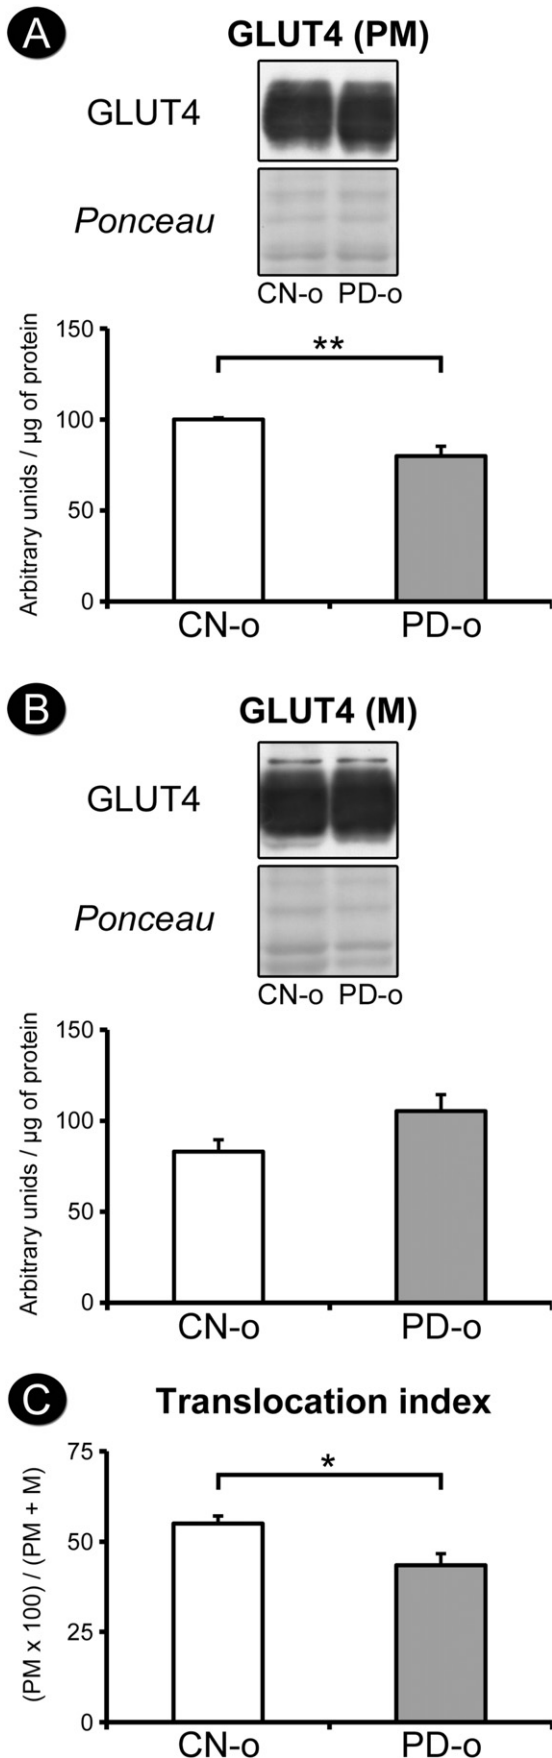 A
GLUT4 (PM)
GLUT4
Ponceau
CN-o PD-o
Arbitrary unids / µg of protein
150
**
100
50
0
CN-o PD-o
B
GLUT4 (M)
GLUT4
Ponceau
CN-o PD-o
Arbitrary unids / µg of protein
150
100
50
0
CN-o PD-o
C
Translocation index
(PM x 100) / (PM + M)
75
*
50
25
0
CN-o PD-o